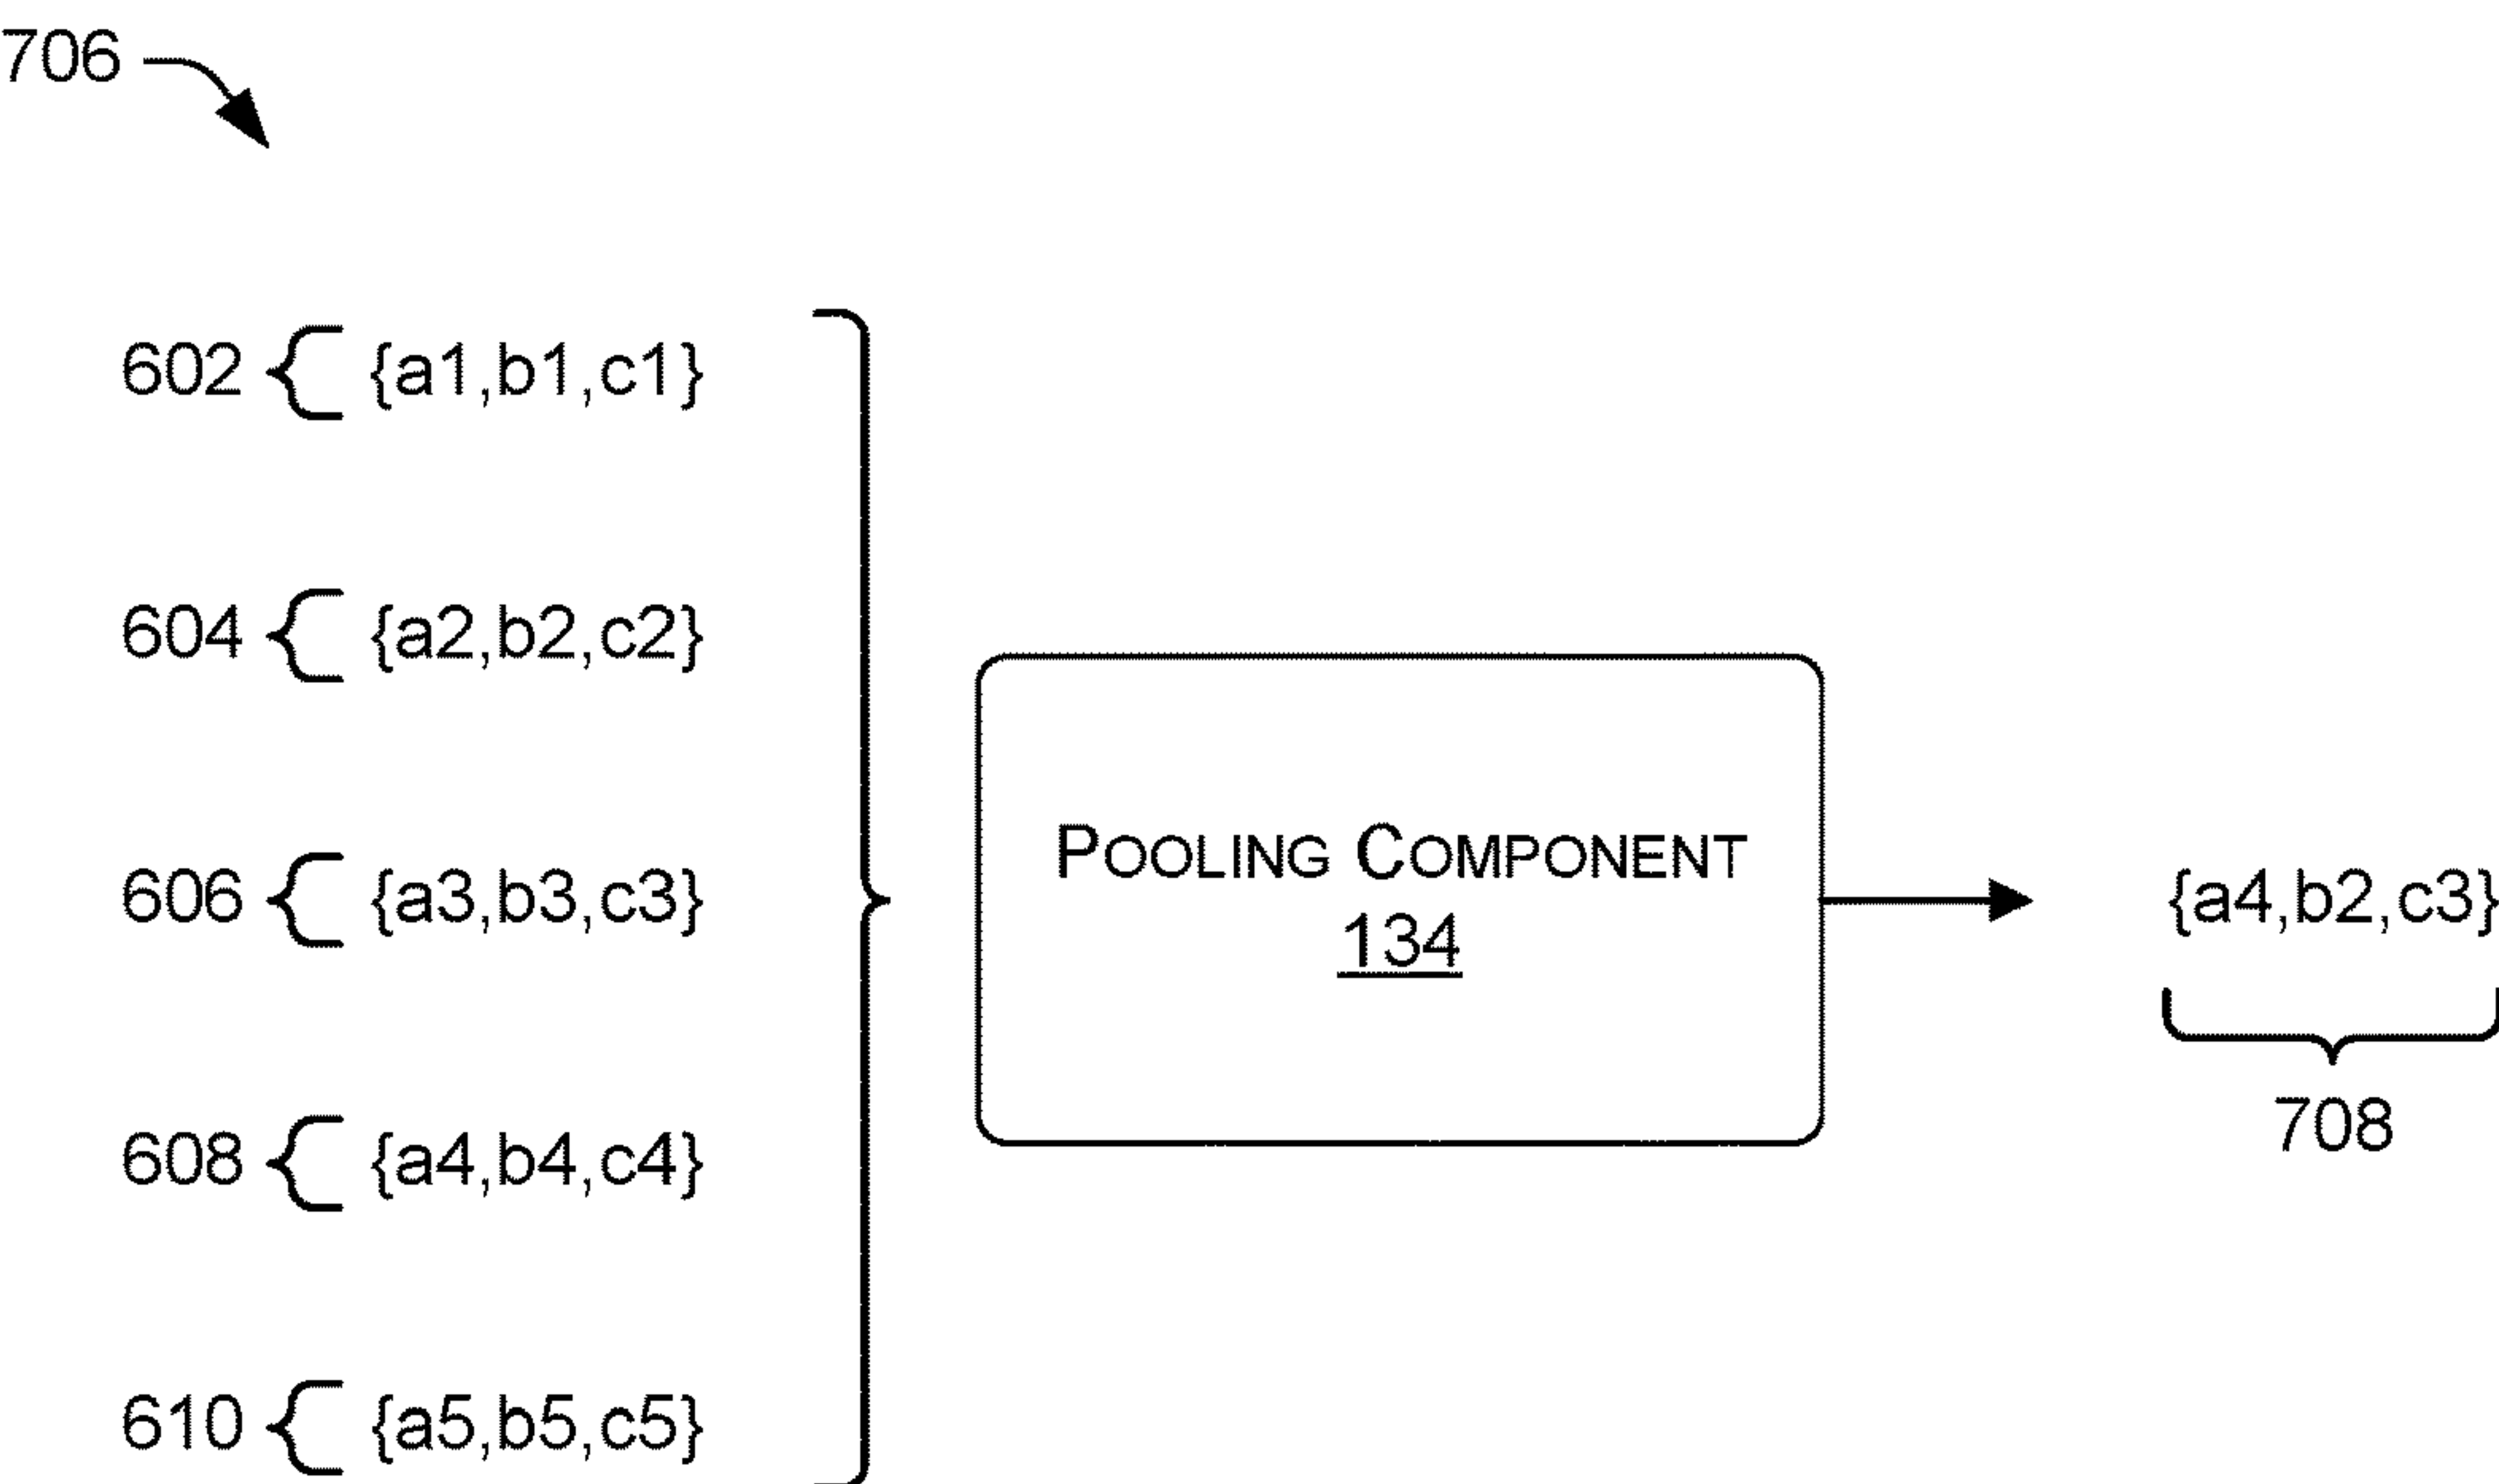 706
602 {a1,b1,c1}
604 {a2,b2,c2}
606 {a3,b3,c3}
608 {a4,b4,c4}
610 {a5,b5,c5}
POOLING COMPONENT
134
{a4,b2,c3}
708